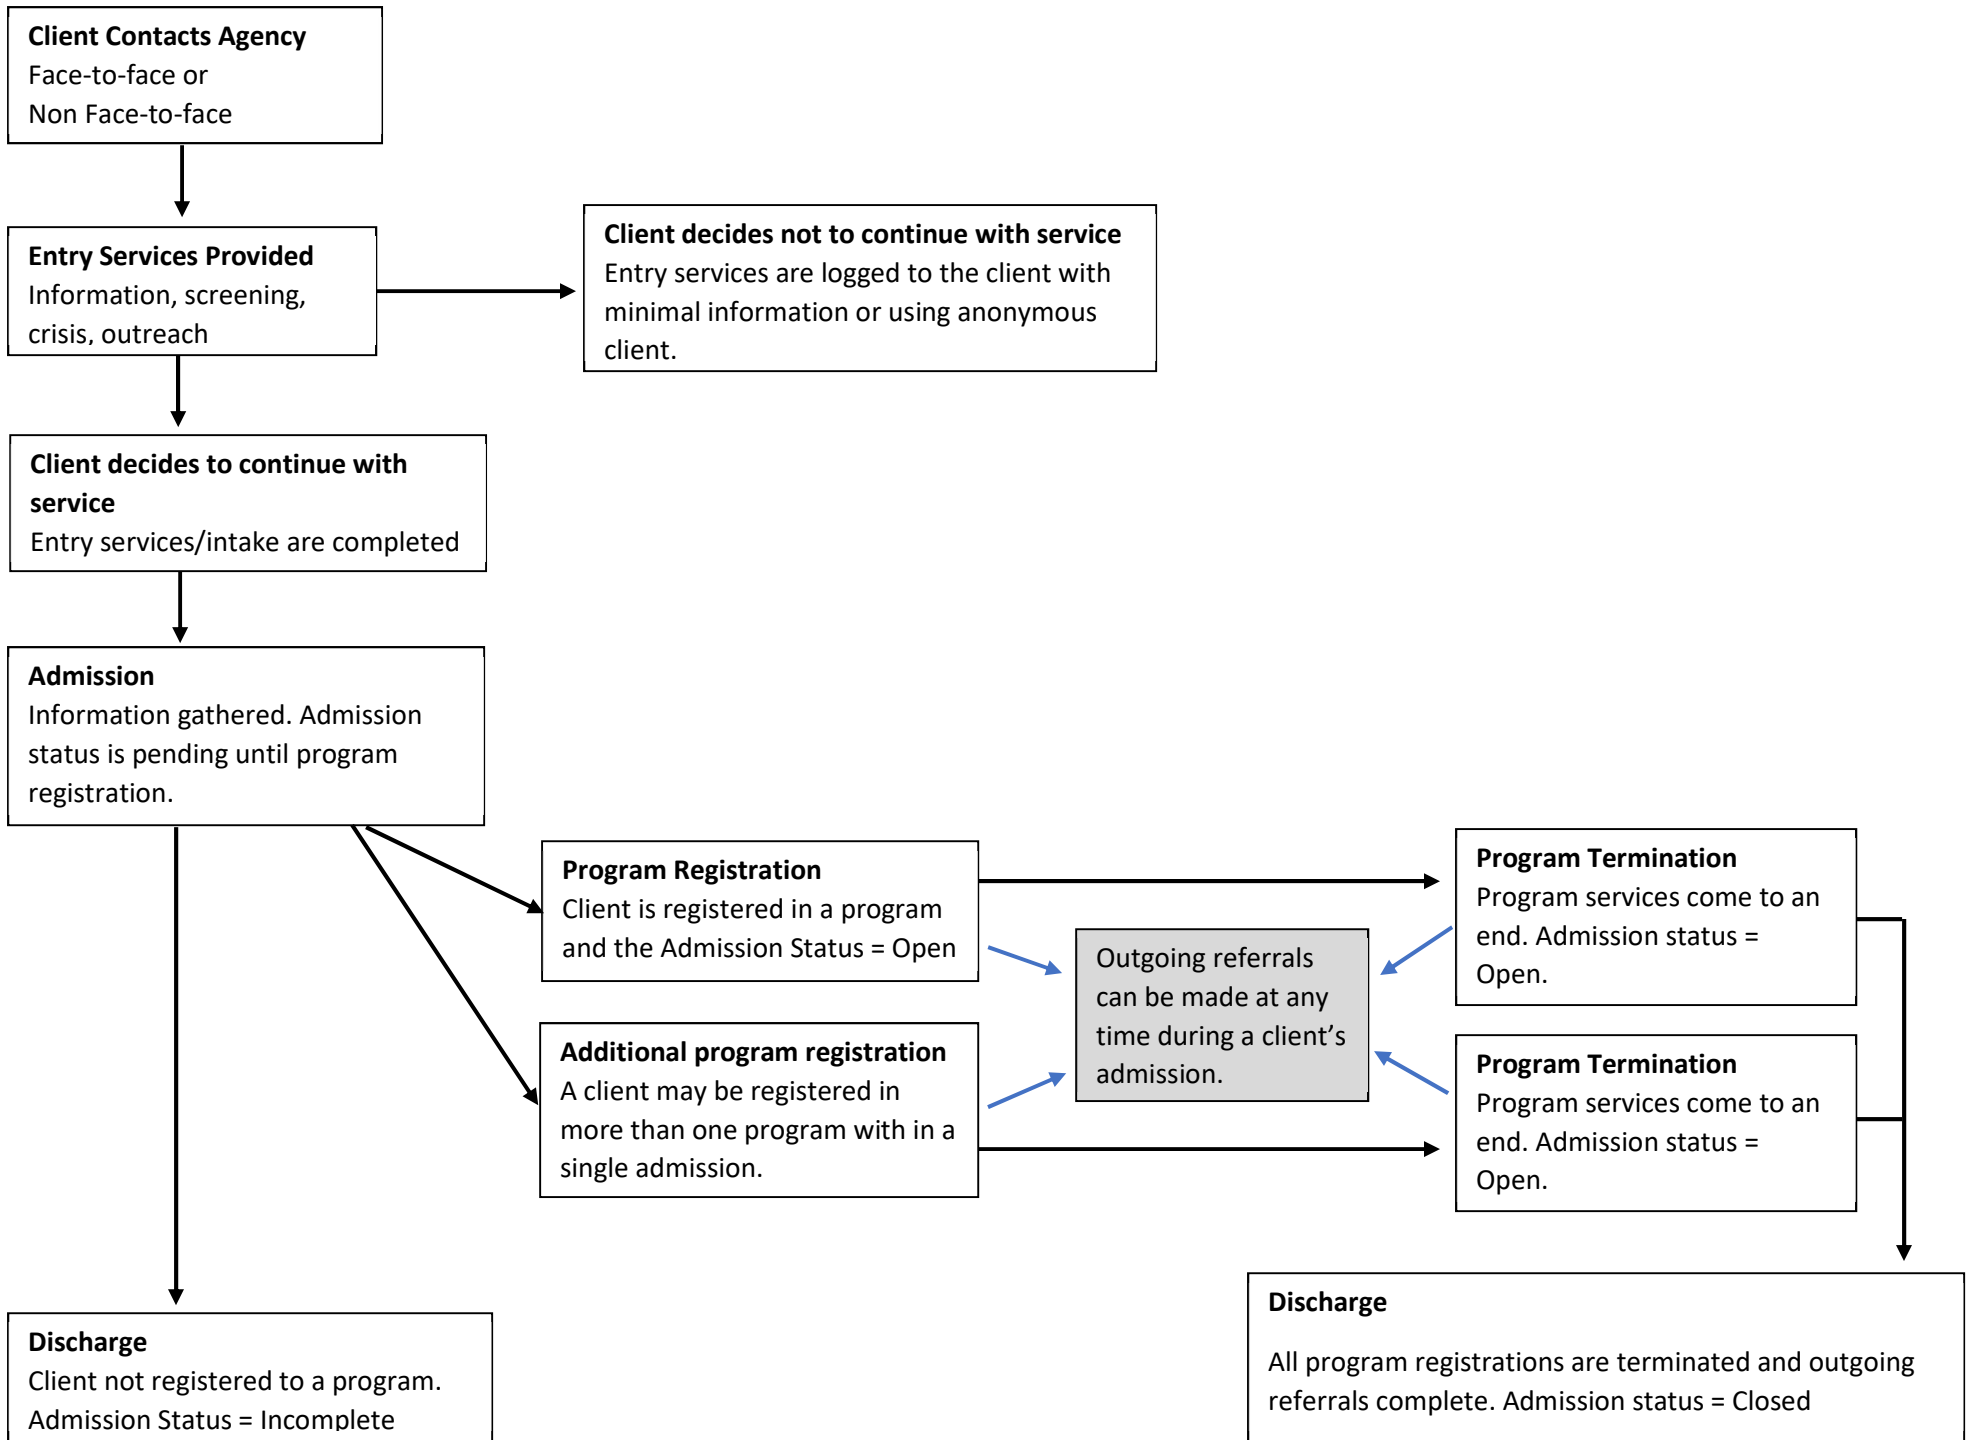 Client Contacts Agency
Face-to-face or
Non Face-to-face
Entry Services Provided
Information, screening,
crisis, outreach
Client decides not to continue with service
Entry services are logged to the client with
minimal information or using anonymous
client.
Client decides to continue with
service
Entry services/intake are completed
Admission
Information gathered. Admission
status is pending until program
registration.
Program Registration
Client is registered in a program
and the Admission Status = Open
Additional program registration
A client may be registered in
more than one program with in a
single admission.
Outgoing referrals
can be made at any
time during a client’s
admission.
Program Termination
Program services come to an
end. Admission status =
Open.
Program Termination
Program services come to an
end. Admission status =
Open.
Discharge
Client not registered to a program.
Admission Status = Incomplete
Discharge
All program registrations are terminated and outgoing
referrals complete. Admission status = Closed